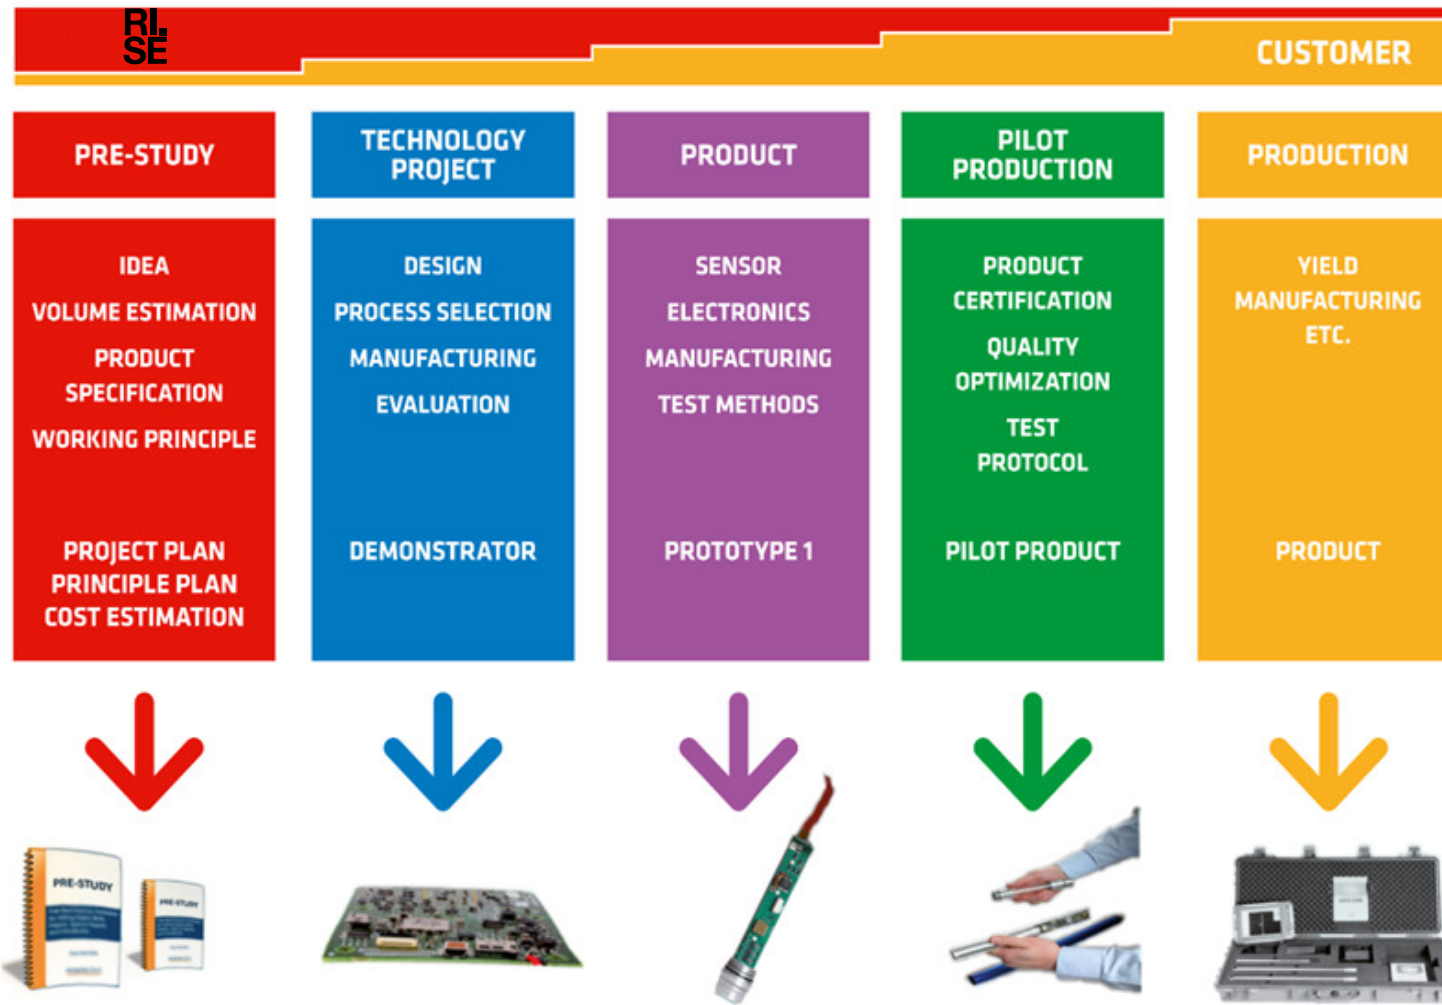 RI.
SE
CUSTOMER
PRE-STUDY
IDEA
VOLUME ESTIMATION
PRODUCT
SPECIFICATION
WORKING PRINCIPLE
PROJECT PLAN
PRINCIPLE PLAN
COST ESTIMATION
TECHNOLOGY
PROJECT
DESIGN
PROCESS SELECTION
MANUFACTURING
EVALUATION
DEMONSTRATOR
PRODUCT
SENSOR
ELECTRONICS
MANUFACTURING
TEST METHODS
PROTOTYPE 1
PILOT
PRODUCTION
PRODUCT
CERTIFICATION
QUALITY
OPTIMIZATION
TEST
PROTOCOL
PILOT PRODUCT
PRODUCTION
YIELD
MANUFACTURING
ETC.
PRODUCT
PRE-STUDY
PRE-STUDY